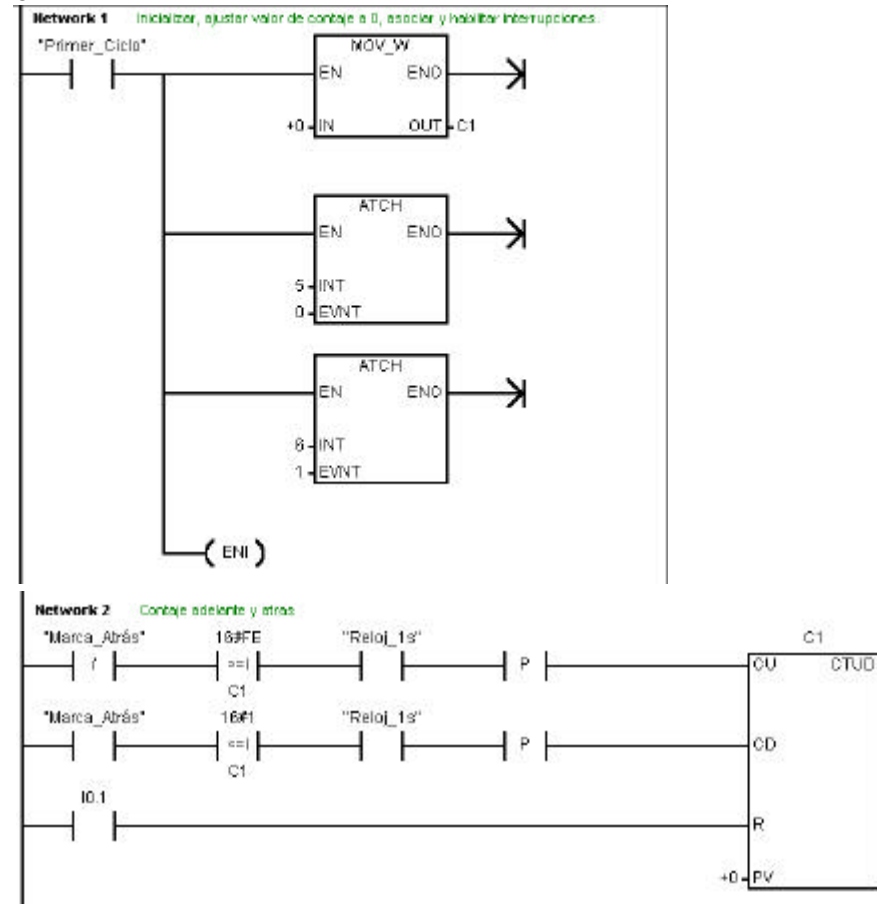 Network 1 Inicializar, ajustar valor de contaje a 0, asociar y habilitar interrupciones.
"Primer_Ciclo"
MOV_W
EN ENO
+0 IN OUT C1
ATCH
EN ENO
5 INT
0 EVNT
ATCH
EN ENO
6 INT
1 EVNT
ENI
Network 2 Contaje adelante y atras
"Marca_Atrás" 16#FE "Reloj_1s" C1
/ >=I P CU CTUD
C1
"Marca_Atrás" 16#1 "Reloj_1s"
<=I P CD
C1
I0.1
R
+0 PV